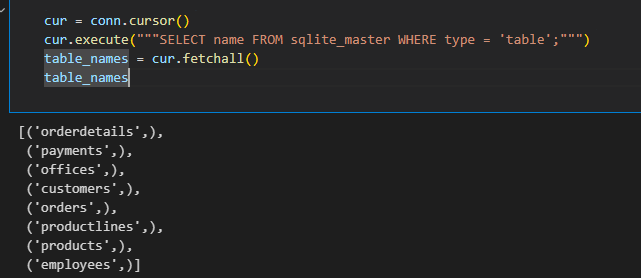 cur = conn.cursor()
cur.execute("""SELECT name FROM sqlite_master WHERE type = 'table';""")
table_names = cur.fetchall()
table_names
[('orderdetails',),
('payments',),
('offices',),
('customers',),
('orders',),
('productlines',),
('products',),
('employees',)]